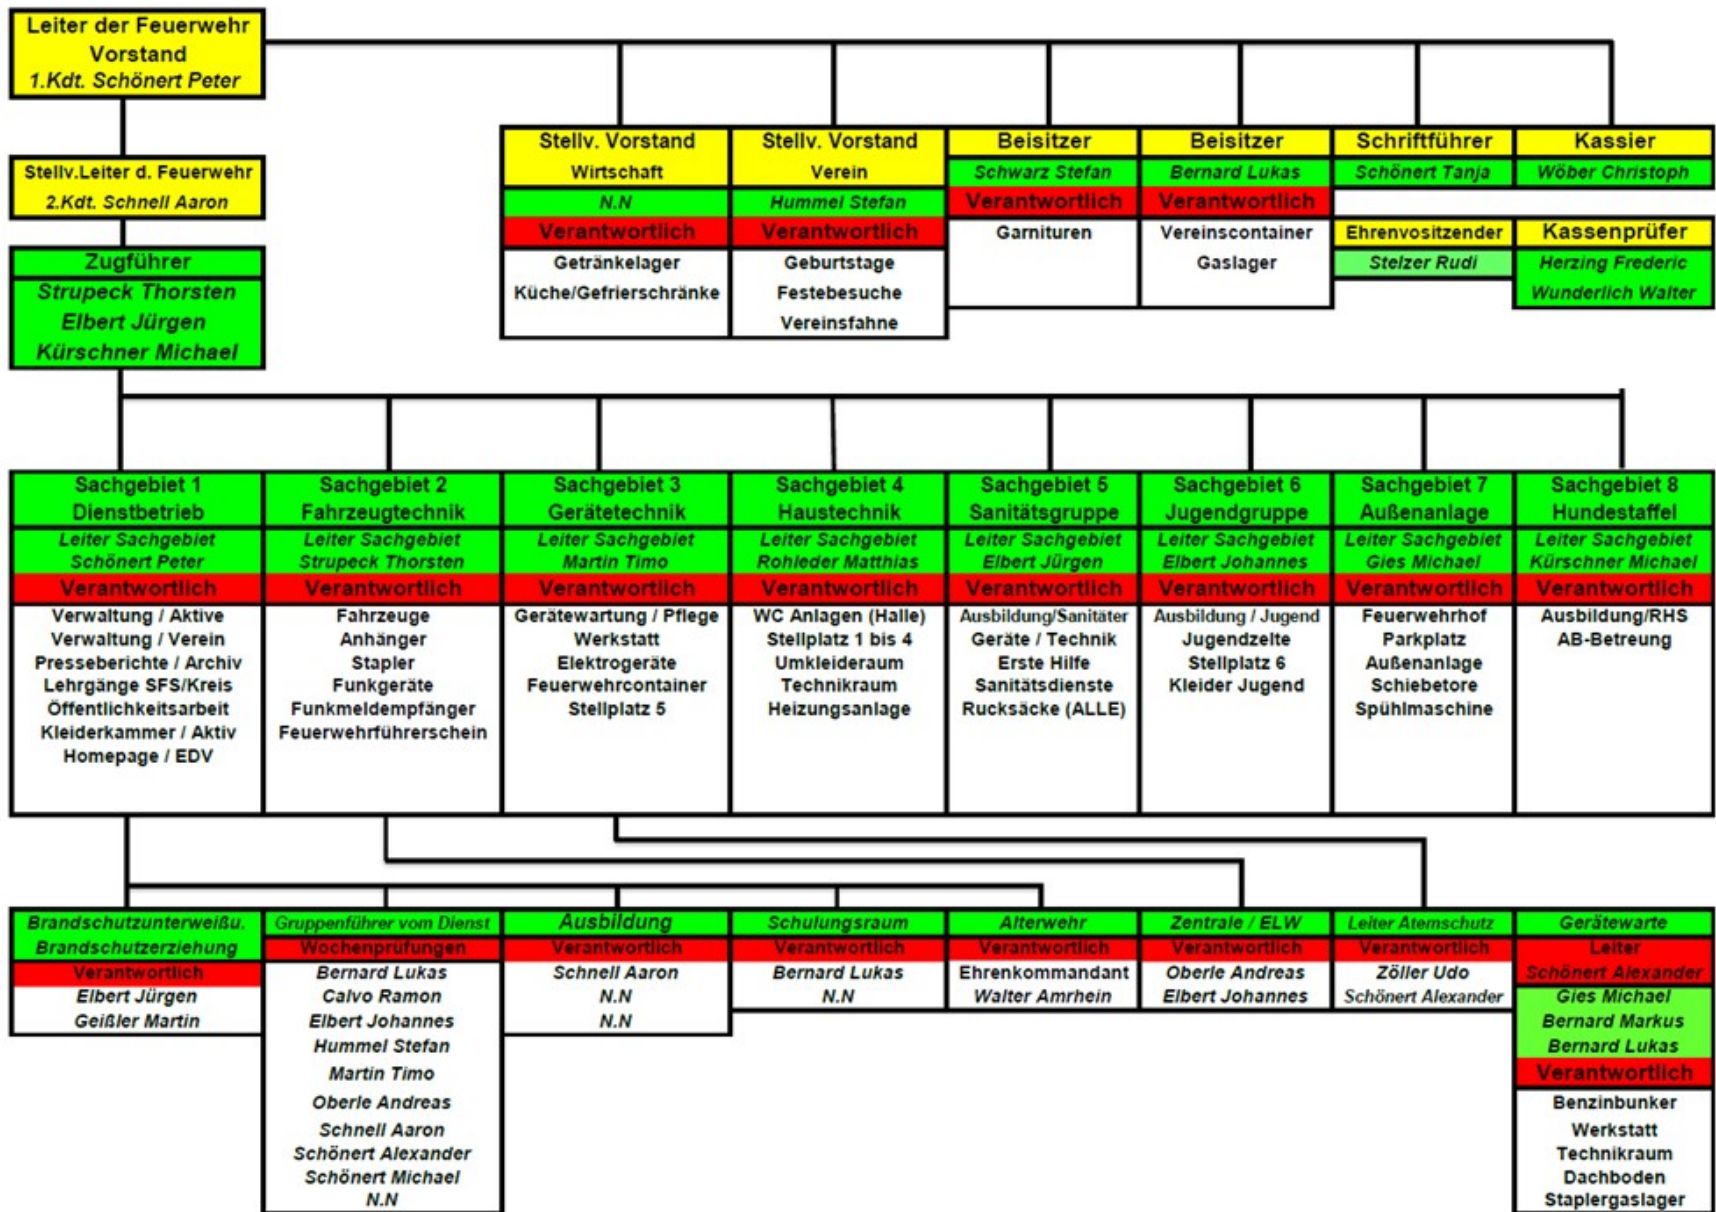 Leiter der Feuerwehr
Vorstand
1.Kdt. Schönert Peter
Stellv.Leiter d. Feuerwehr
2.Kdt. Schnell Aaron
Zugführer
Strupeck Thorsten
Elbert Jürgen
Kürschner Michael
Stellv. Vorstand
Wirtschaft
N.N
Verantwortlich
Getränkelager
Küche/Gefrierschränke
Stellv. Vorstand
Verein
Hummel Stefan
Verantwortlich
Geburtstage
Festebesuche
Vereinsfahne
Beisitzer
Schwarz Stefan
Verantwortlich
Garnituren
Beisitzer
Bernard Lukas
Verantwortlich
Vereinscontainer
Gaslager
Schriftführer
Schönert Tanja
Ehrenvositzender
Stelzer Rudi
Kassier
Wöber Christoph
Kassenprüfer
Herzing Frederic
Wunderlich Walter
Sachgebiet 1
Dienstbetrieb
Leiter Sachgebiet
Schönert Peter
Verantwortlich
Verwaltung / Aktive
Verwaltung / Verein
Presseberichte / Archiv
Lehrgänge SFS/Kreis
Öffentlichkeitsarbeit
Kleiderkammer / Aktiv
Homepage / EDV
Sachgebiet 2
Fahrzeugtechnik
Leiter Sachgebiet
Strupeck Thorsten
Verantwortlich
Fahrzeuge
Anhänger
Stapler
Funkgeräte
Funkmeldempfänger
Feuerwehrführerschein
Sachgebiet 3
Gerätetechnik
Leiter Sachgebiet
Martin Timo
Verantwortlich
Gerätewartung / Pflege
Werkstatt
Elektrogeräte
Feuerwehrcontainer
Stellplatz 5
Sachgebiet 4
Haustechnik
Leiter Sachgebiet
Rohleder Matthias
Verantwortlich
WC Anlagen (Halle)
Stellplatz 1 bis 4
Umkleideraum
Technikraum
Heizungsanlage
Sachgebiet 5
Sanitätsgruppe
Leiter Sachgebiet
Elbert Jürgen
Verantwortlich
Ausbildung/Sanitäter
Geräte / Technik
Erste Hilfe
Sanitätsdienste
Rucksäcke (ALLE)
Sachgebiet 6
Jugendgruppe
Leiter Sachgebiet
Elbert Johannes
Verantwortlich
Ausbildung / Jugend
Jugendzelte
Stellplatz 6
Kleider Jugend
Sachgebiet 7
Außenanlage
Leiter Sachgebiet
Gies Michael
Verantwortlich
Feuerwehrhof
Parkplatz
Außenanlage
Schiebetore
Spühlmaschine
Sachgebiet 8
Hundestaffel
Leiter Sachgebiet
Kürschner Michael
Verantwortlich
Ausbildung/RHS
AB-Betreung
Brandschutzunterweißu.
Brandschutzerziehung
Verantwortlich
Elbert Jürgen
Geißler Martin
Gruppenführer vom Dienst
Wochenprüfungen
Bernard Lukas
Calvo Ramon
Elbert Johannes
Hummel Stefan
Martin Timo
Oberle Andreas
Schnell Aaron
Schönert Alexander
Schönert Michael
N.N
Ausbildung
Verantwortlich
Schnell Aaron
N.N
N.N
Schulungsraum
Verantwortlich
Bernard Lukas
N.N
Alterwehr
Verantwortlich
Ehrenkommandant
Walter Amrhein
Zentrale / ELW
Verantwortlich
Oberle Andreas
Elbert Johannes
Leiter Atemschutz
Verantwortlich
Zöller Udo
Schönert Alexander
Gerätewarte
Leiter
Schönert Alexander
Gies Michael
Bernard Markus
Bernard Lukas
Verantwortlich
Benzinbunker
Werkstatt
Technikraum
Dachboden
Staplergaslager